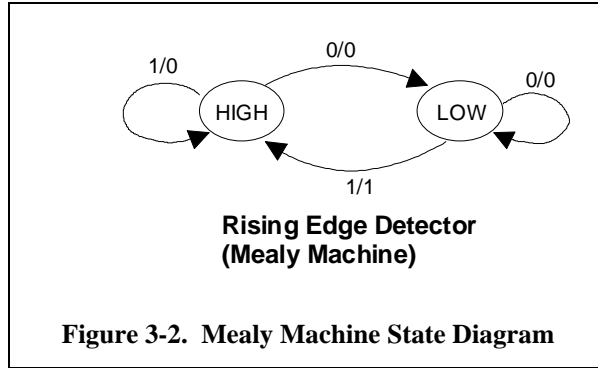 0/0
1/0
0/0
HIGH
LOW
1/1
Rising Edge Detector
(Mealy Machine)
Figure 3-2. Mealy Machine State Diagram